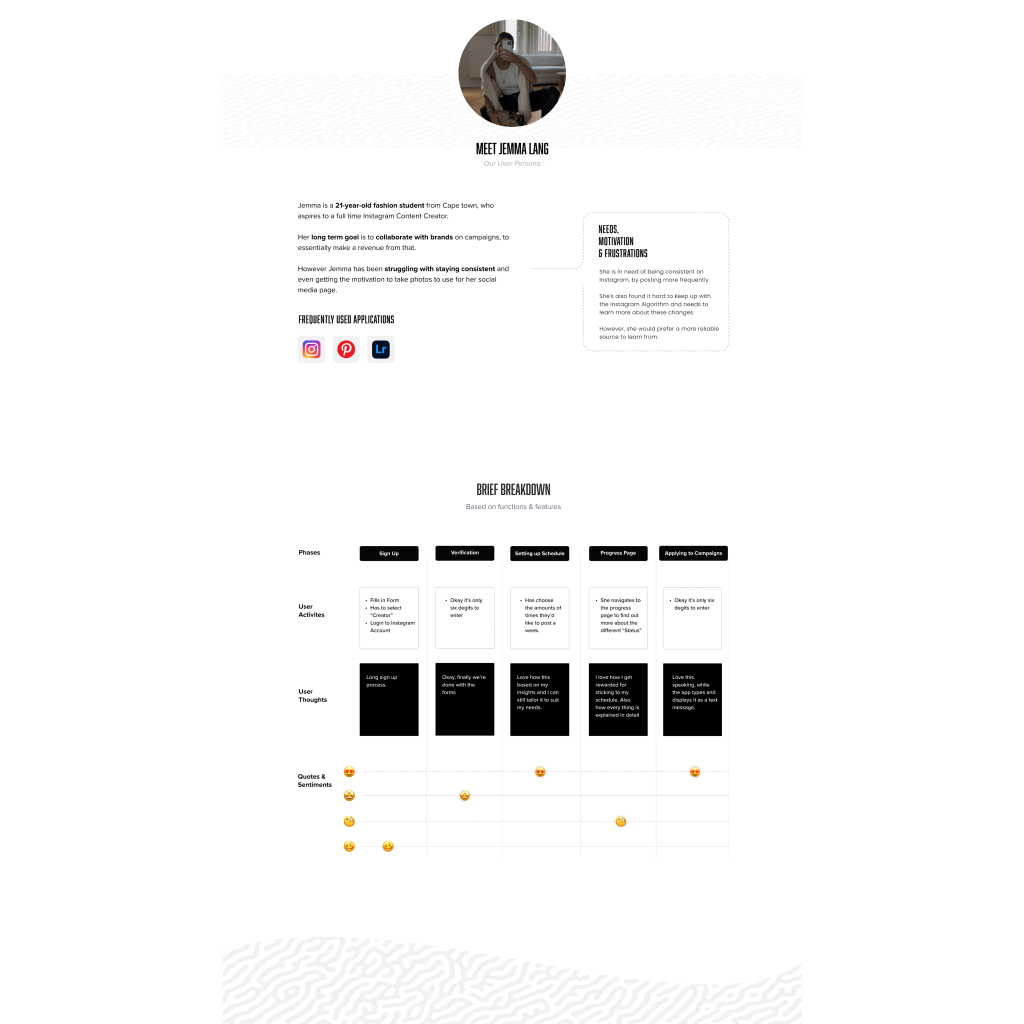 MEET JEMMA LANG
' Our User Persona '
Jemma is a 21-year-old fashion student from Cape town, who
aspires to a full time Instagram Content Creator.
Her long term goal is to collaborate with brands on campaigns, to
essentially make a revenue from that.
However Jemma has been struggling with staying consistent and
even getting the motivation to take photos to use for her social
media page.
FREQUENTLY USED APPLICATIONS
Lr
NEEDS,
MOTIVATION
& FRUSTRATIONS
She is in need of being consistent on
Instagram, by posting more frequently.
She's also found it hard to keep up with
the Instagram Algorithm and needs to
learn more about these changes.
However, she would prefer a more reliable
source to learn from.
BRIEF BREAKDOWN
Based on functions & features
Phases
Sign Up
Verification
Setting up Schedule
Progress Page
Applying to Campaigns
User
Activites
• Fills in Form
• Has to select
"Creator"
• Login to Instagram
Account
• Okay it's only
six degits to
enter
• Has choose
the amounts of
times they'd
like to post a
week.
• She navigates to
the progress
page to find out
more about the
different "Status"
• Okay it's only six
degits to enter
User
Thoughts
Long sign up
process.
Okay, finally we're
done with the
forms
Love how this
based on my
insights and I can
still tailor it to suit
my needs.
I love how I get
rewarded for
sticking to my
schedule. Also
how every thing is
explained in detail
Love this.
speaking, while
the app types and
displays it as a text
message.
Quotes &
Sentiments